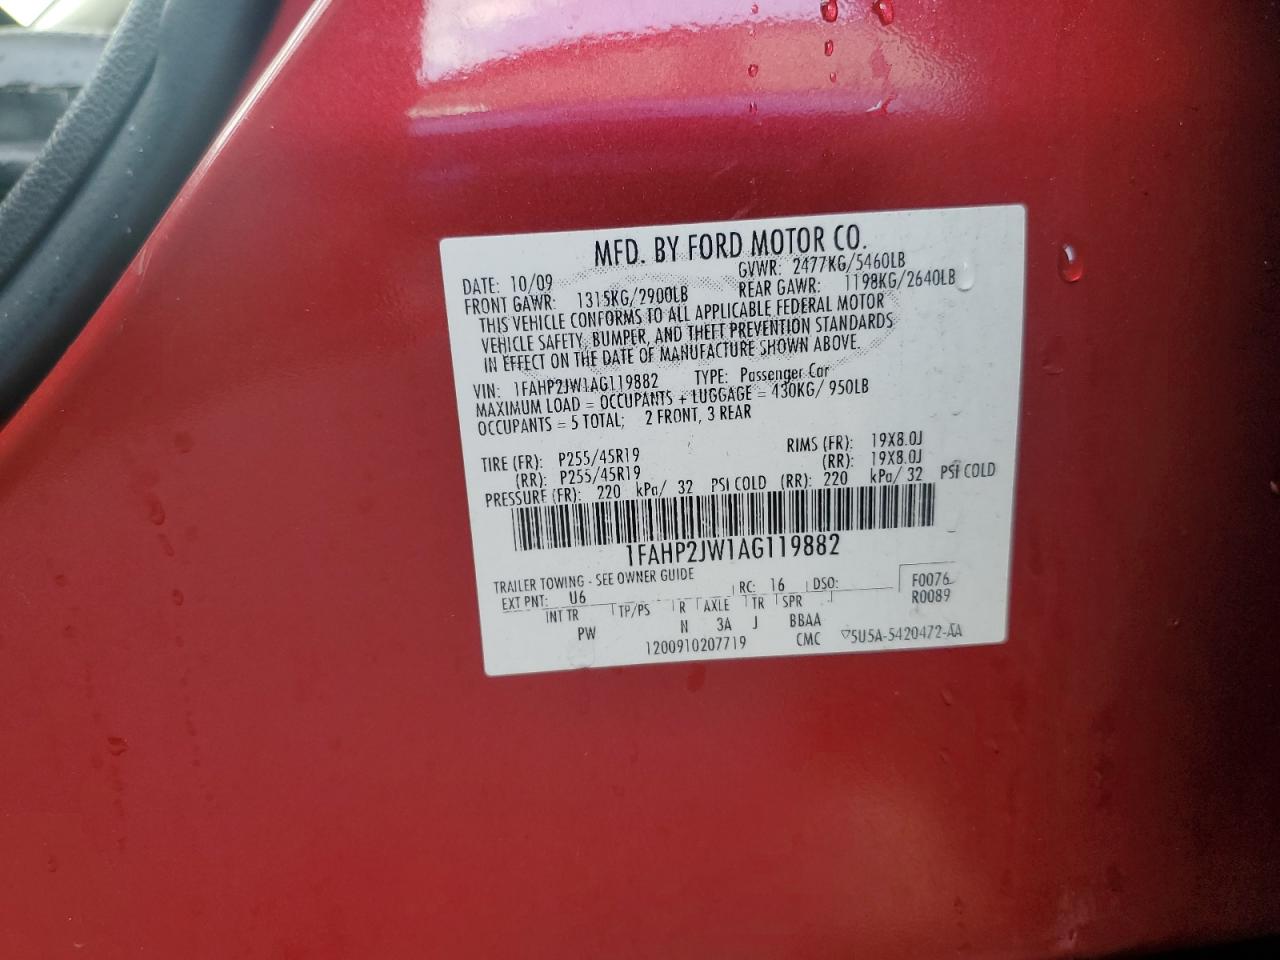 MFD. BY FORD MOTOR CO.
DATE: 10/09 GVWR: 2477KG/5460LB
FRONT GAWR: 1315KG/2900LB REAR GAWR: 1198KG/2640LB
THIS VEHICLE CONFORMS TO ALL APPLICABLE FEDERAL MOTOR
VEHICLE SAFETY, BUMPER, AND THEFT PREVENTION STANDARDS
IN EFFECT ON THE DATE OF MANUFACTURE SHOWN ABOVE.
VIN: 1FAHP2JW1AG119882 TYPE: Passenger Car
MAXIMUM LOAD = OCCUPANTS + LUGGAGE = 430KG/ 950LB
OCCUPANTS = 5 TOTAL; 2 FRONT, 3 REAR
TIRE (FR): P255/45R19 RIMS (FR): 19X8.0J
(RR): P255/45R19 (RR): 19X8.0J
PRESSURE (FR): 220 kPa/ 32 PSI COLD (RR): 220 kPa/ 32 PSI COLD
1FAHP2JW1AG119882
TRAILER TOWING - SEE OWNER GUIDE
EXT PNT: U6 RC: 16 DSO: F0076
R0089
INT TR TP/PS R AXLE TR SPR
PW N 3A J BBAA
1200910207719 CMC ▽5U5A-5420472-AA